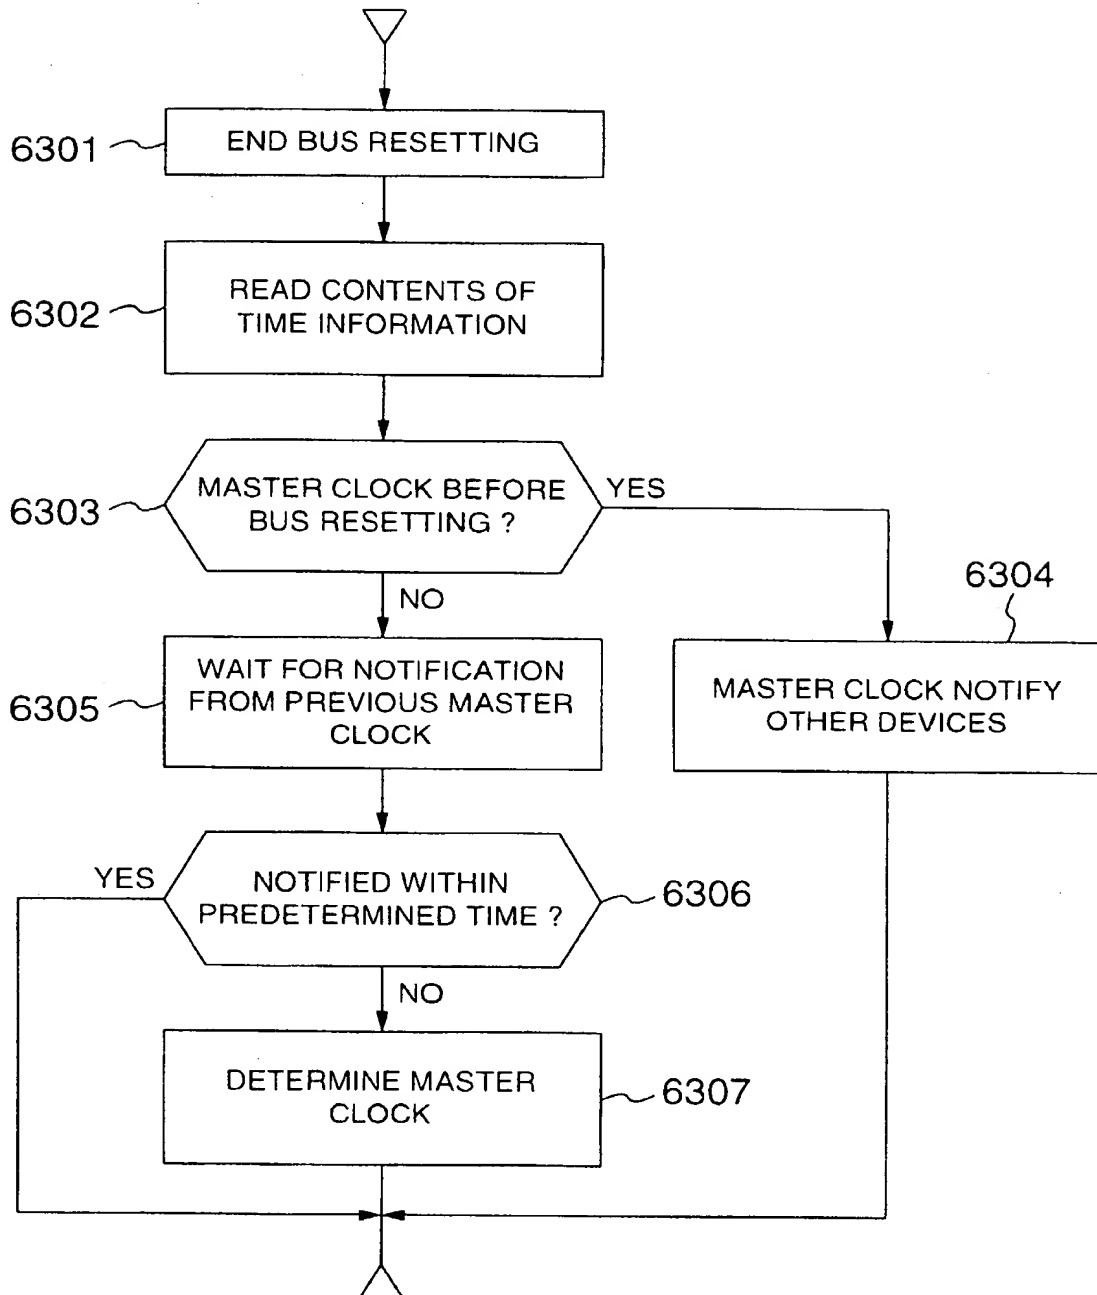 6301
END BUS RESETTING
6302
READ CONTENTS OF
TIME INFORMATION
6303
MASTER CLOCK BEFORE
BUS RESETTING ?
YES
NO
6304
MASTER CLOCK NOTIFY
OTHER DEVICES
6305
WAIT FOR NOTIFICATION
FROM PREVIOUS MASTER
CLOCK
YES
NOTIFIED WITHIN
PREDETERMINED TIME ?
6306
NO
DETERMINE MASTER
CLOCK
6307